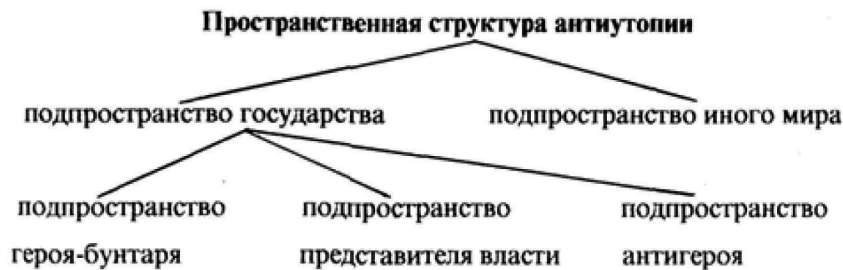 Пространственная структура антиутопии
подпространство государства подпространство иного мира
подпространство подпространство подпространство
героя-бунтаря представителя власти антигероя